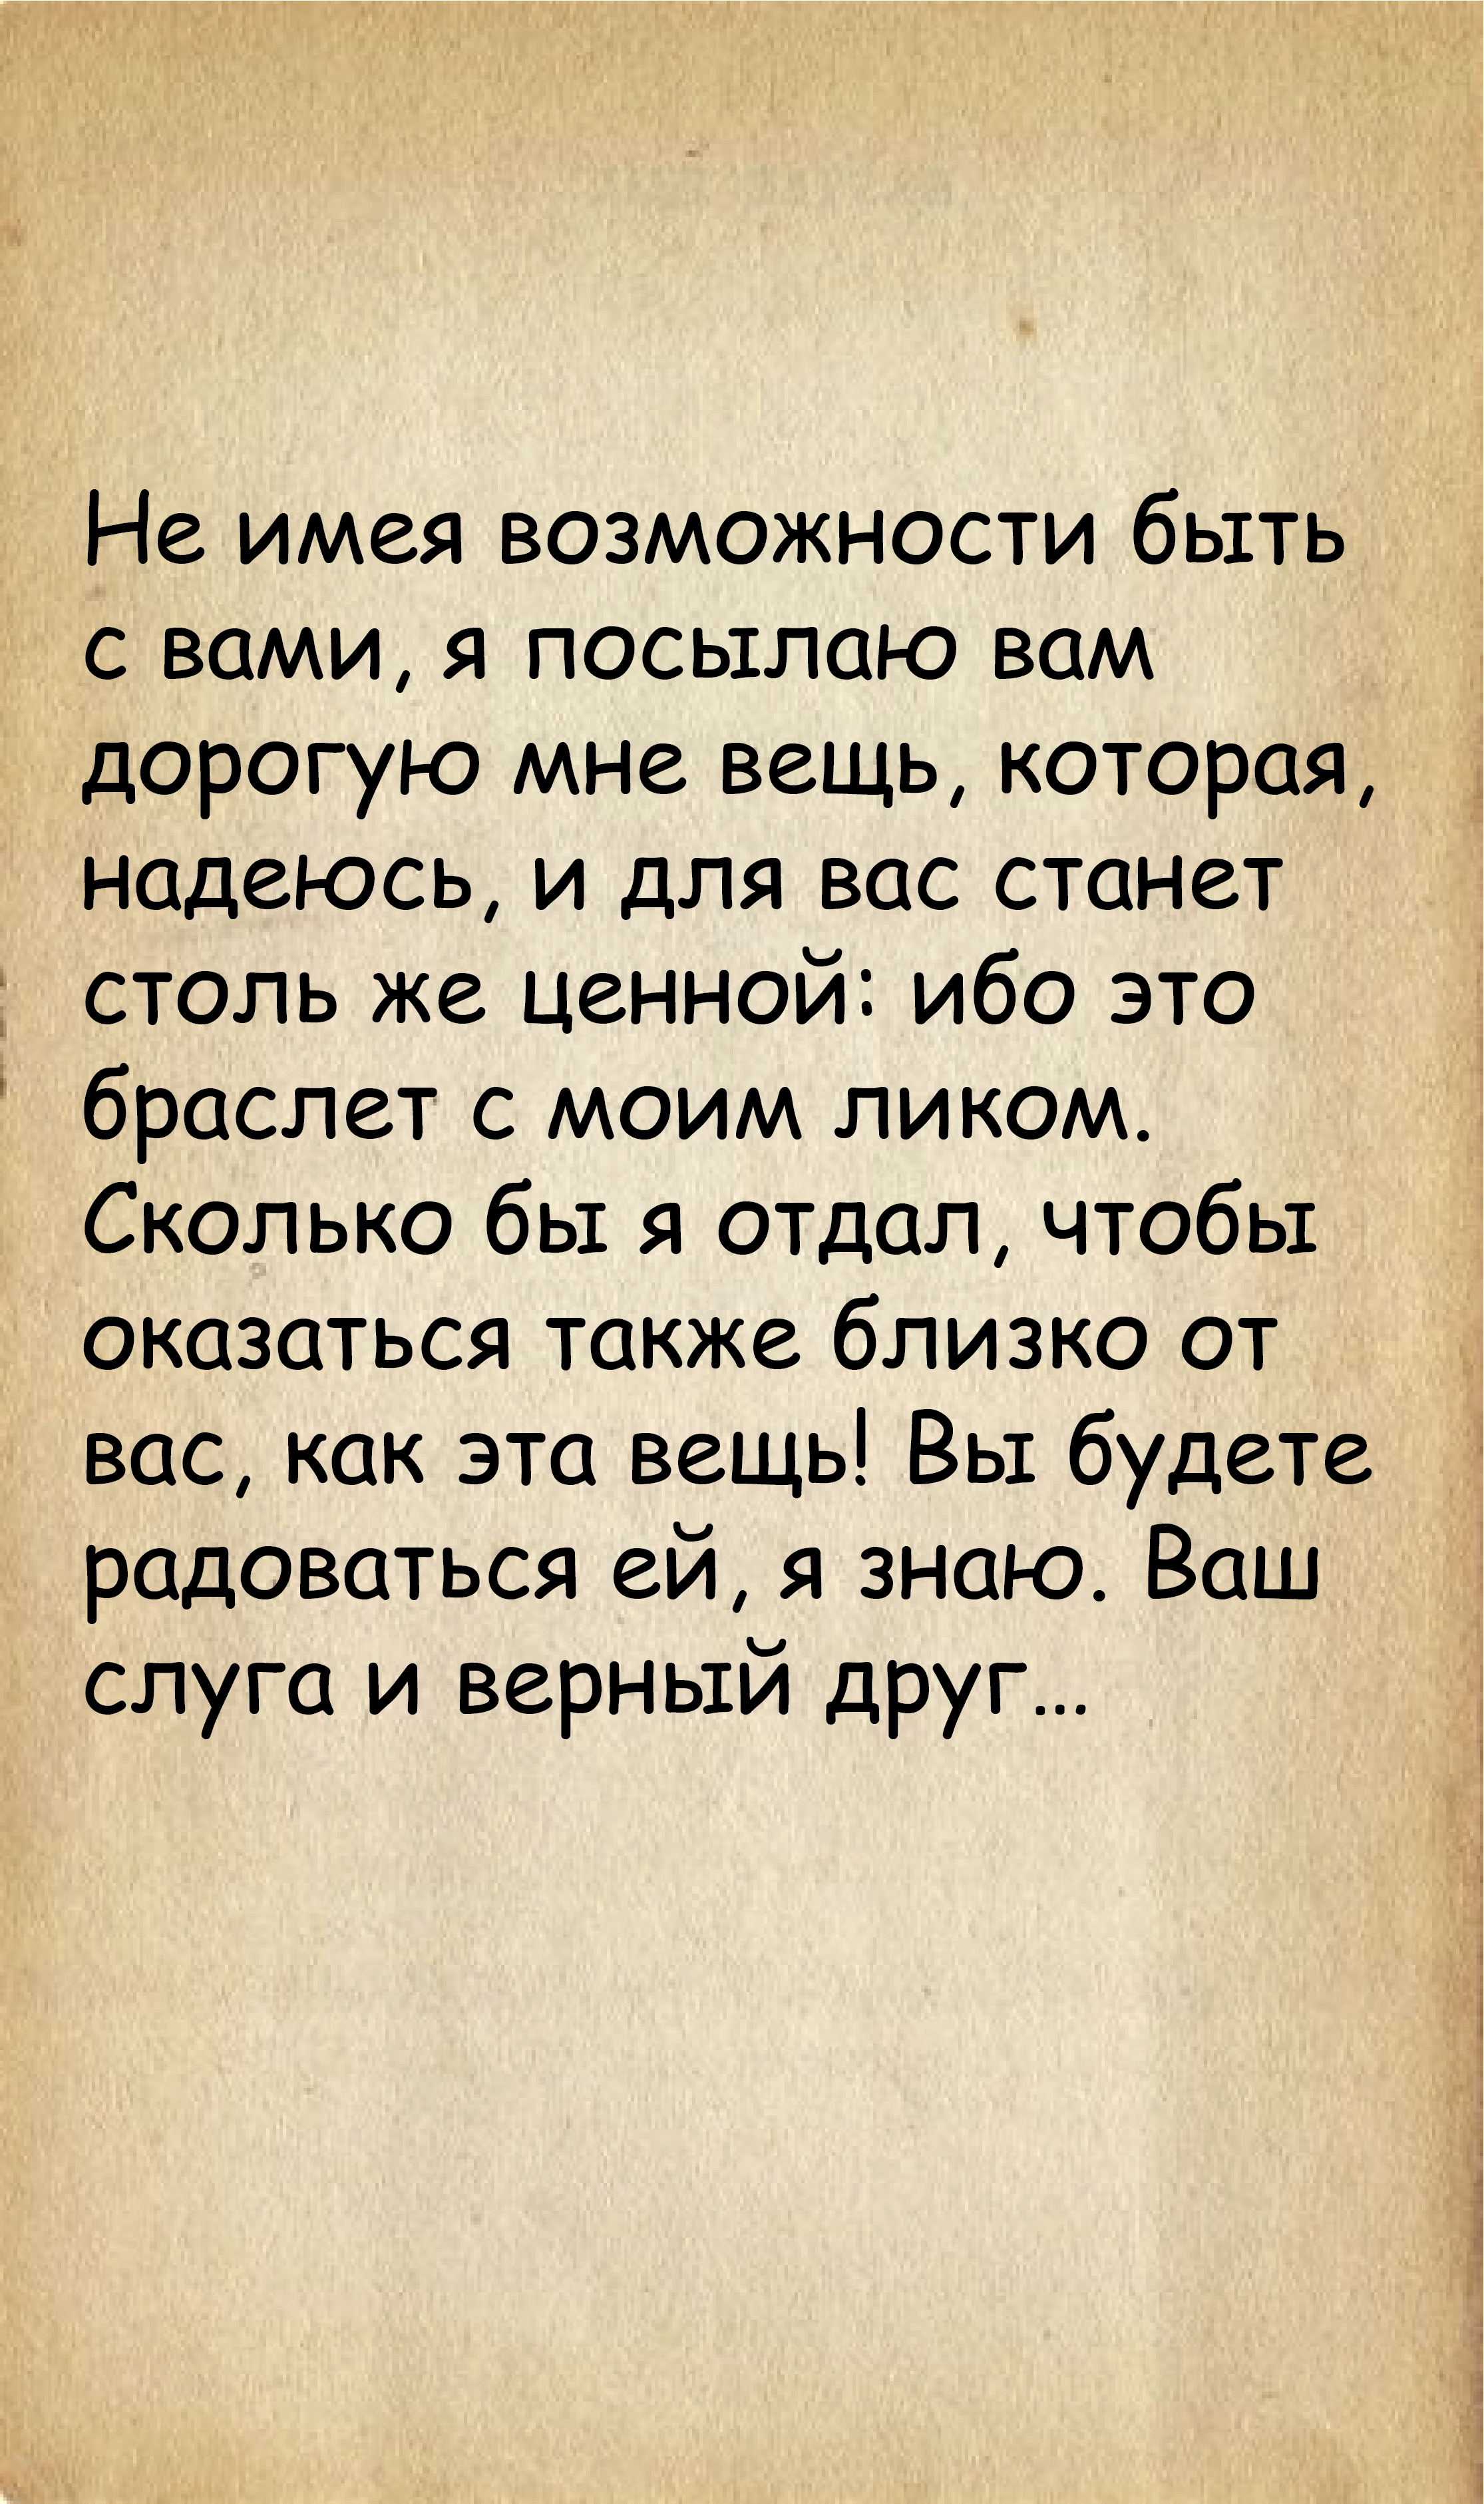 Не имея возможности быть
с вами, я посылаю вам
дорогую мне вещь, которая,
надеюсь, и для вас станет
столь же ценной: ибо это
браслет с моим ликом.
Сколько бы я отдал, чтобы
оказаться также близко от
вас, как эта вещь! Вы будете
радоваться ей, я знаю. Ваш
слуга и верный друг...